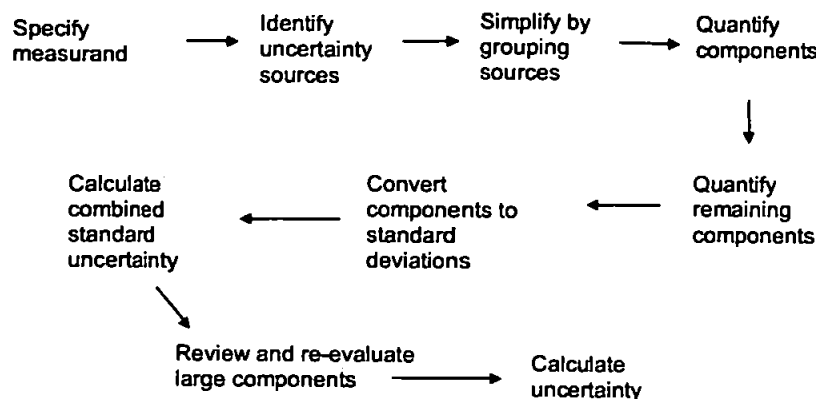 Specify
measurand
Identify
uncertainty
sources
Simplify by
grouping
sources
Quantify
components
Quantify
remaining
components
Convert
components to
standard
deviations
Calculate
combined
standard
uncertainty
Review and re-evaluate
large components
Calculate
uncertainty